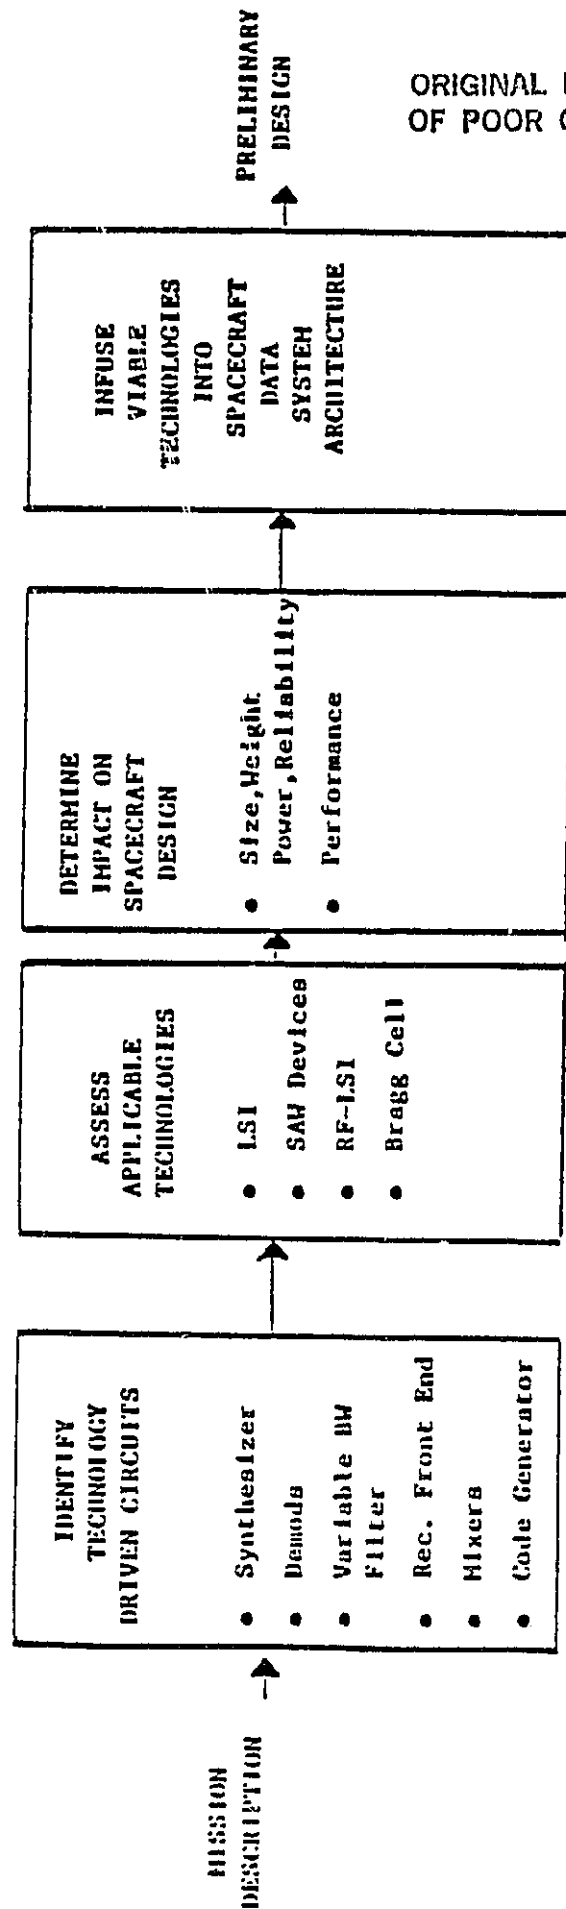 MISSION
DESCRIPTION
IDENTIFY
TECHNOLOGY
DRIVEN CIRCUITS
• Synthesizer
• Demods
• Variable BW
Filter
• Rec. Front End
• Mixers
• Code Generator
ASSESS
APPLICABLE
TECHNOLOGIES
• LSI
• SAW Devices
• RF-LSI
• Bragg Cell
DETERMINE
IMPACT ON
SPACECRAFT
DESIGN
• Size,Weight
Power,Reliability
• Performance
INFUSE
VIABLE
TECHNOLOGIES
INTO
SPACECRAFT
DATA
SYSTEM
ARCHITECTURE
PRELIMINARY
DESIGN
ORIGINAL
OF POOR